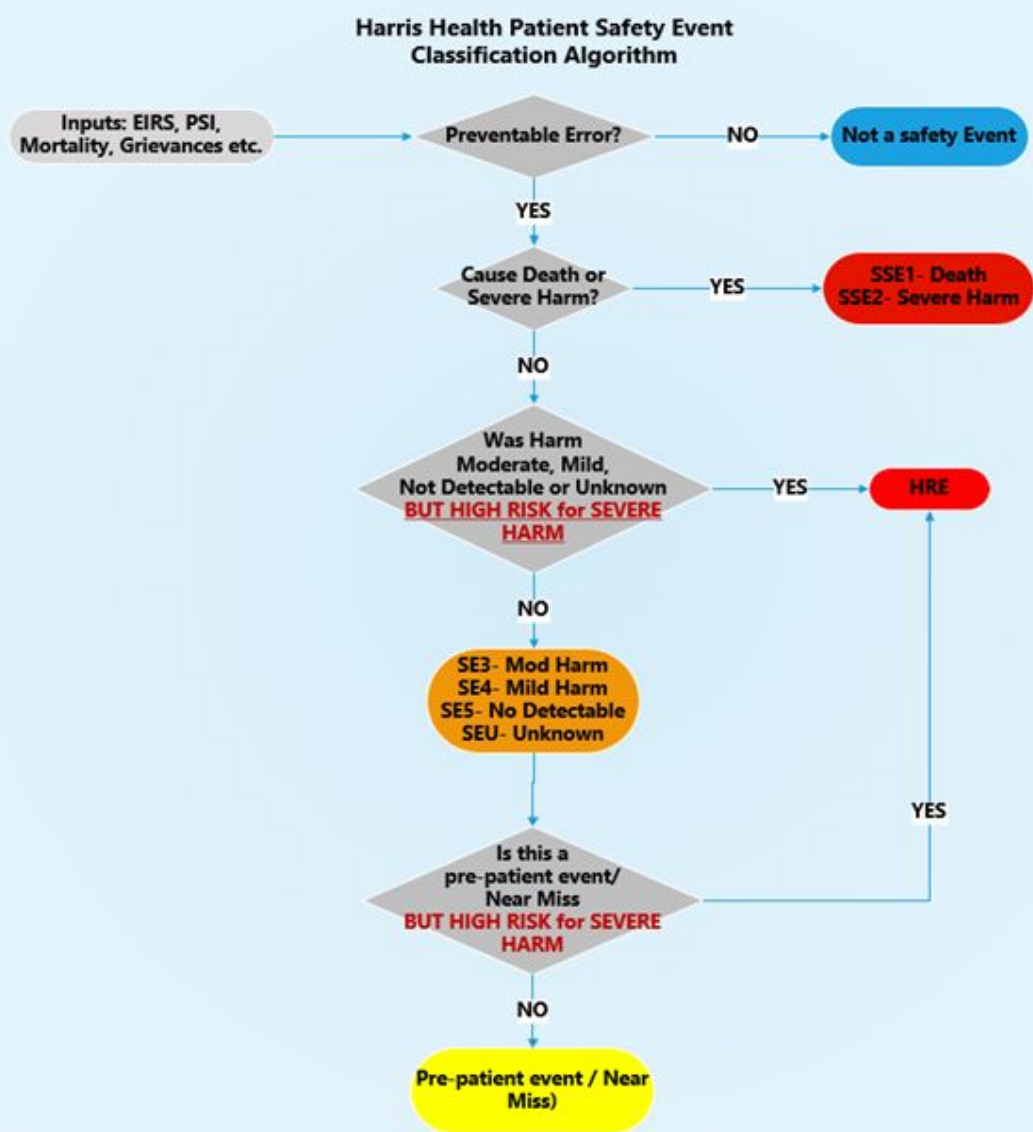 Harris Health Patient Safety Event
Classification Algorithm
Inputs: EIRS, PSI,
Mortality, Grievances etc.
Preventable Error?
NO
Not a safety Event
YES
Cause Death or
Severe Harm?
YES
SSE1- Death
SSE2- Severe Harm
NO
Was Harm
Moderate, Mild,
Not Detectable or Unknown
BUT HIGH RISK for SEVERE
HARM
YES
HRE
NO
SE3- Mod Harm
SE4- Mild Harm
SE5- No Detectable
SEU- Unknown
YES
Is this a
pre-patient event/
Near Miss
BUT HIGH RISK for SEVERE
HARM
NO
Pre-patient event / Near
Miss)